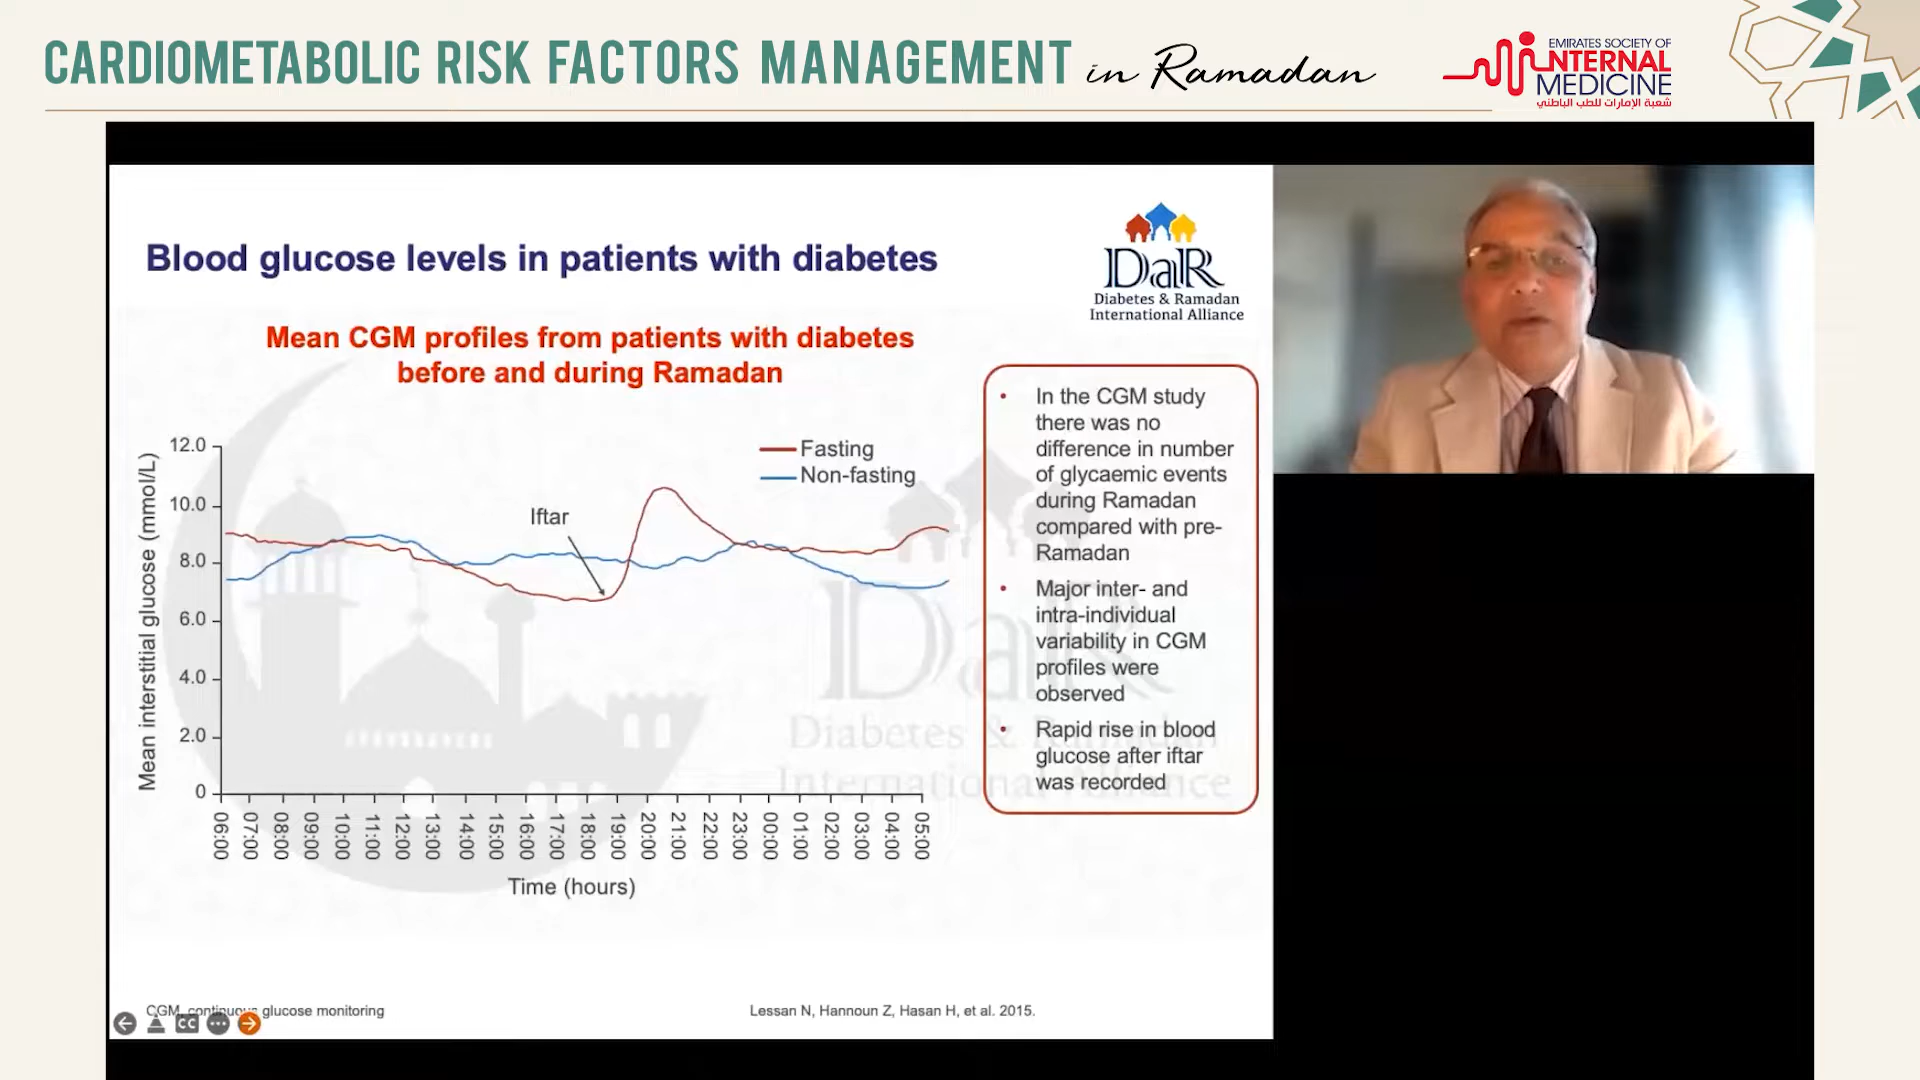 CARDIOMETABOLIC RISK FACTORS MANAGEMENT in Ramadan
EMIRATES SOCIETY OF
INTERNAL
MEDICINE
شعبة الإمارات للطب الباطني
Blood glucose levels in patients with diabetes
DaR
Diabetes & Ramadan
International Alliance
Mean CGM profiles from patients with diabetes
before and during Ramadan
Mean interstitial glucose (mmol/L)
12.0
10.0
8.0
6.0
4.0
2.0
0
Fasting
Non-fasting
Iftar
06:00
07:00
08:00
09:00
10:00
11:00
12:00
13:00
14:00
15:00
16:00
17:00
18:00
19:00
20:00
21:00
22:00
23:00
00:00
01:00
02:00
03:00
04:00
05:00
Time (hours)
DaR
Diabetes & Ramadan
International Alliance
• In the CGM study
there was no
difference in number
of glycaemic events
during Ramadan
compared with pre-
Ramadan
• Major inter- and
intra-individual
variability in CGM
profiles were
observed
• Rapid rise in blood
glucose after iftar
was recorded
CGM, continuous glucose monitoring
CC
Lessan N, Hannoun Z, Hasan H, et al. 2015.